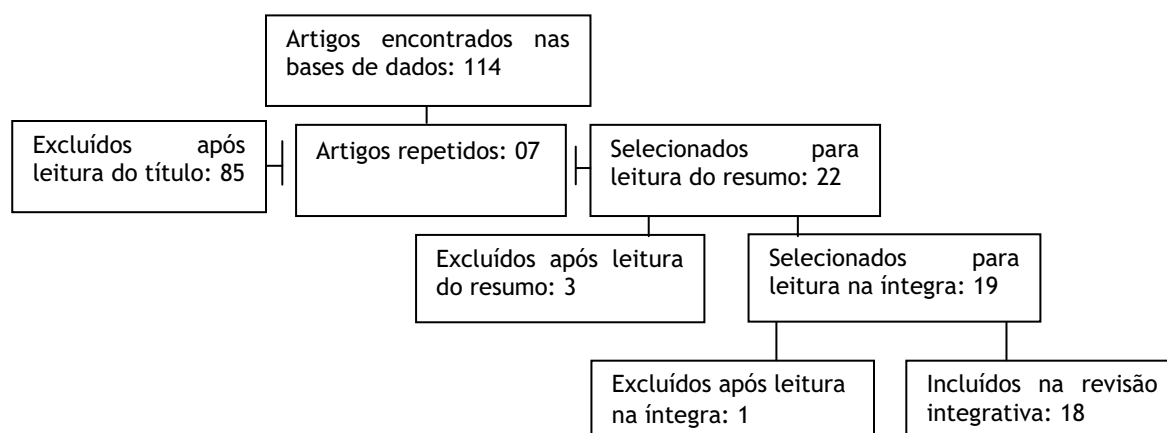 Artigos encontrados nas
bases de dados: 114
Excluídos após
leitura do título: 85
Artigos repetidos: 07
Selecionados para
leitura do resumo: 22
Excluídos após leitura
do resumo: 3
Selecionados para
leitura na íntegra: 19
Excluídos após leitura
na íntegra: 1
Incluídos na revisão
integrativa: 18